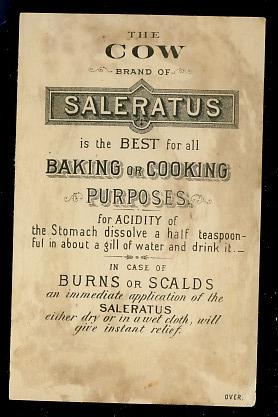 THE
COW
BRAND OF
SALERATUS
is the BEST for all
BAKING OR COOKING
PURPOSES.
for ACIDITY of
the Stomach dissolve a half teaspoon-
ful in about a gill of water and drink it.
IN CASE OF
BURNS OR SCALDS
an immediate application of the
SALERATUS
either dry or in a wet cloth, will
give instant relief.
OVER.